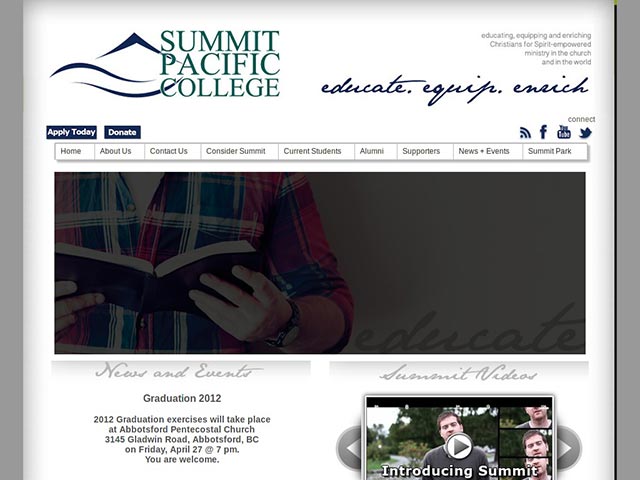 SUMMIT
PACIFIC
COLLEGE
educating, equipping and enriching
Christians for Spirit-empowered
ministry in the church
and in the world
educate. equip. enrich
connect
Apply Today
Donate
You Tube
Home
About Us
Contact Us
Consider Summit
Current Students
Alumni
Supporters
News + Events
Summit Park
educate
News and Events
Summit Videos
Graduation 2012
2012 Graduation exercises will take place
at Abbotsford Pentecostal Church
3145 Gladwin Road, Abbotsford, BC
on Friday, April 27 @ 7 pm.
You are welcome.
Introducing Summit